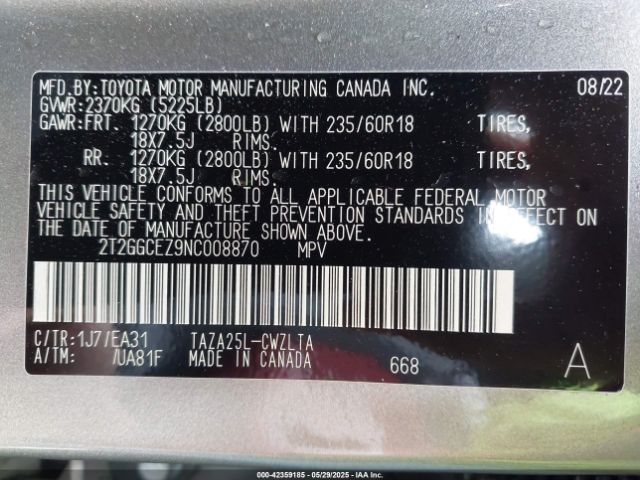 MFD.BY:TOYOTA MOTOR MANUFACTURING CANADA INC. 08/22
GVWR:2370KG (5225LB)
GAWR:FRT. 1270KG (2800LB) WITH 235/60R18 TIRES,
18X7.5J RIMS.
RR. 1270KG (2800LB) WITH 235/60R18 TIRES,
18X7.5J RIMS.
THIS VEHICLE CONFORMS TO ALL APPLICABLE FEDERAL MOTOR
VEHICLE SAFETY AND THEFT PREVENTION STANDARDS IN EFFECT ON
THE DATE OF MANUFACTURE SHOWN ABOVE.
2T2GGCEZ9NC008870 MPV
C/TR:1J7/EA31 TAZA25L-CWZLTA
A/TM: /UA81F MADE IN CANADA 668 A
000-42359185 - 05/29/2025 - IAA Inc.